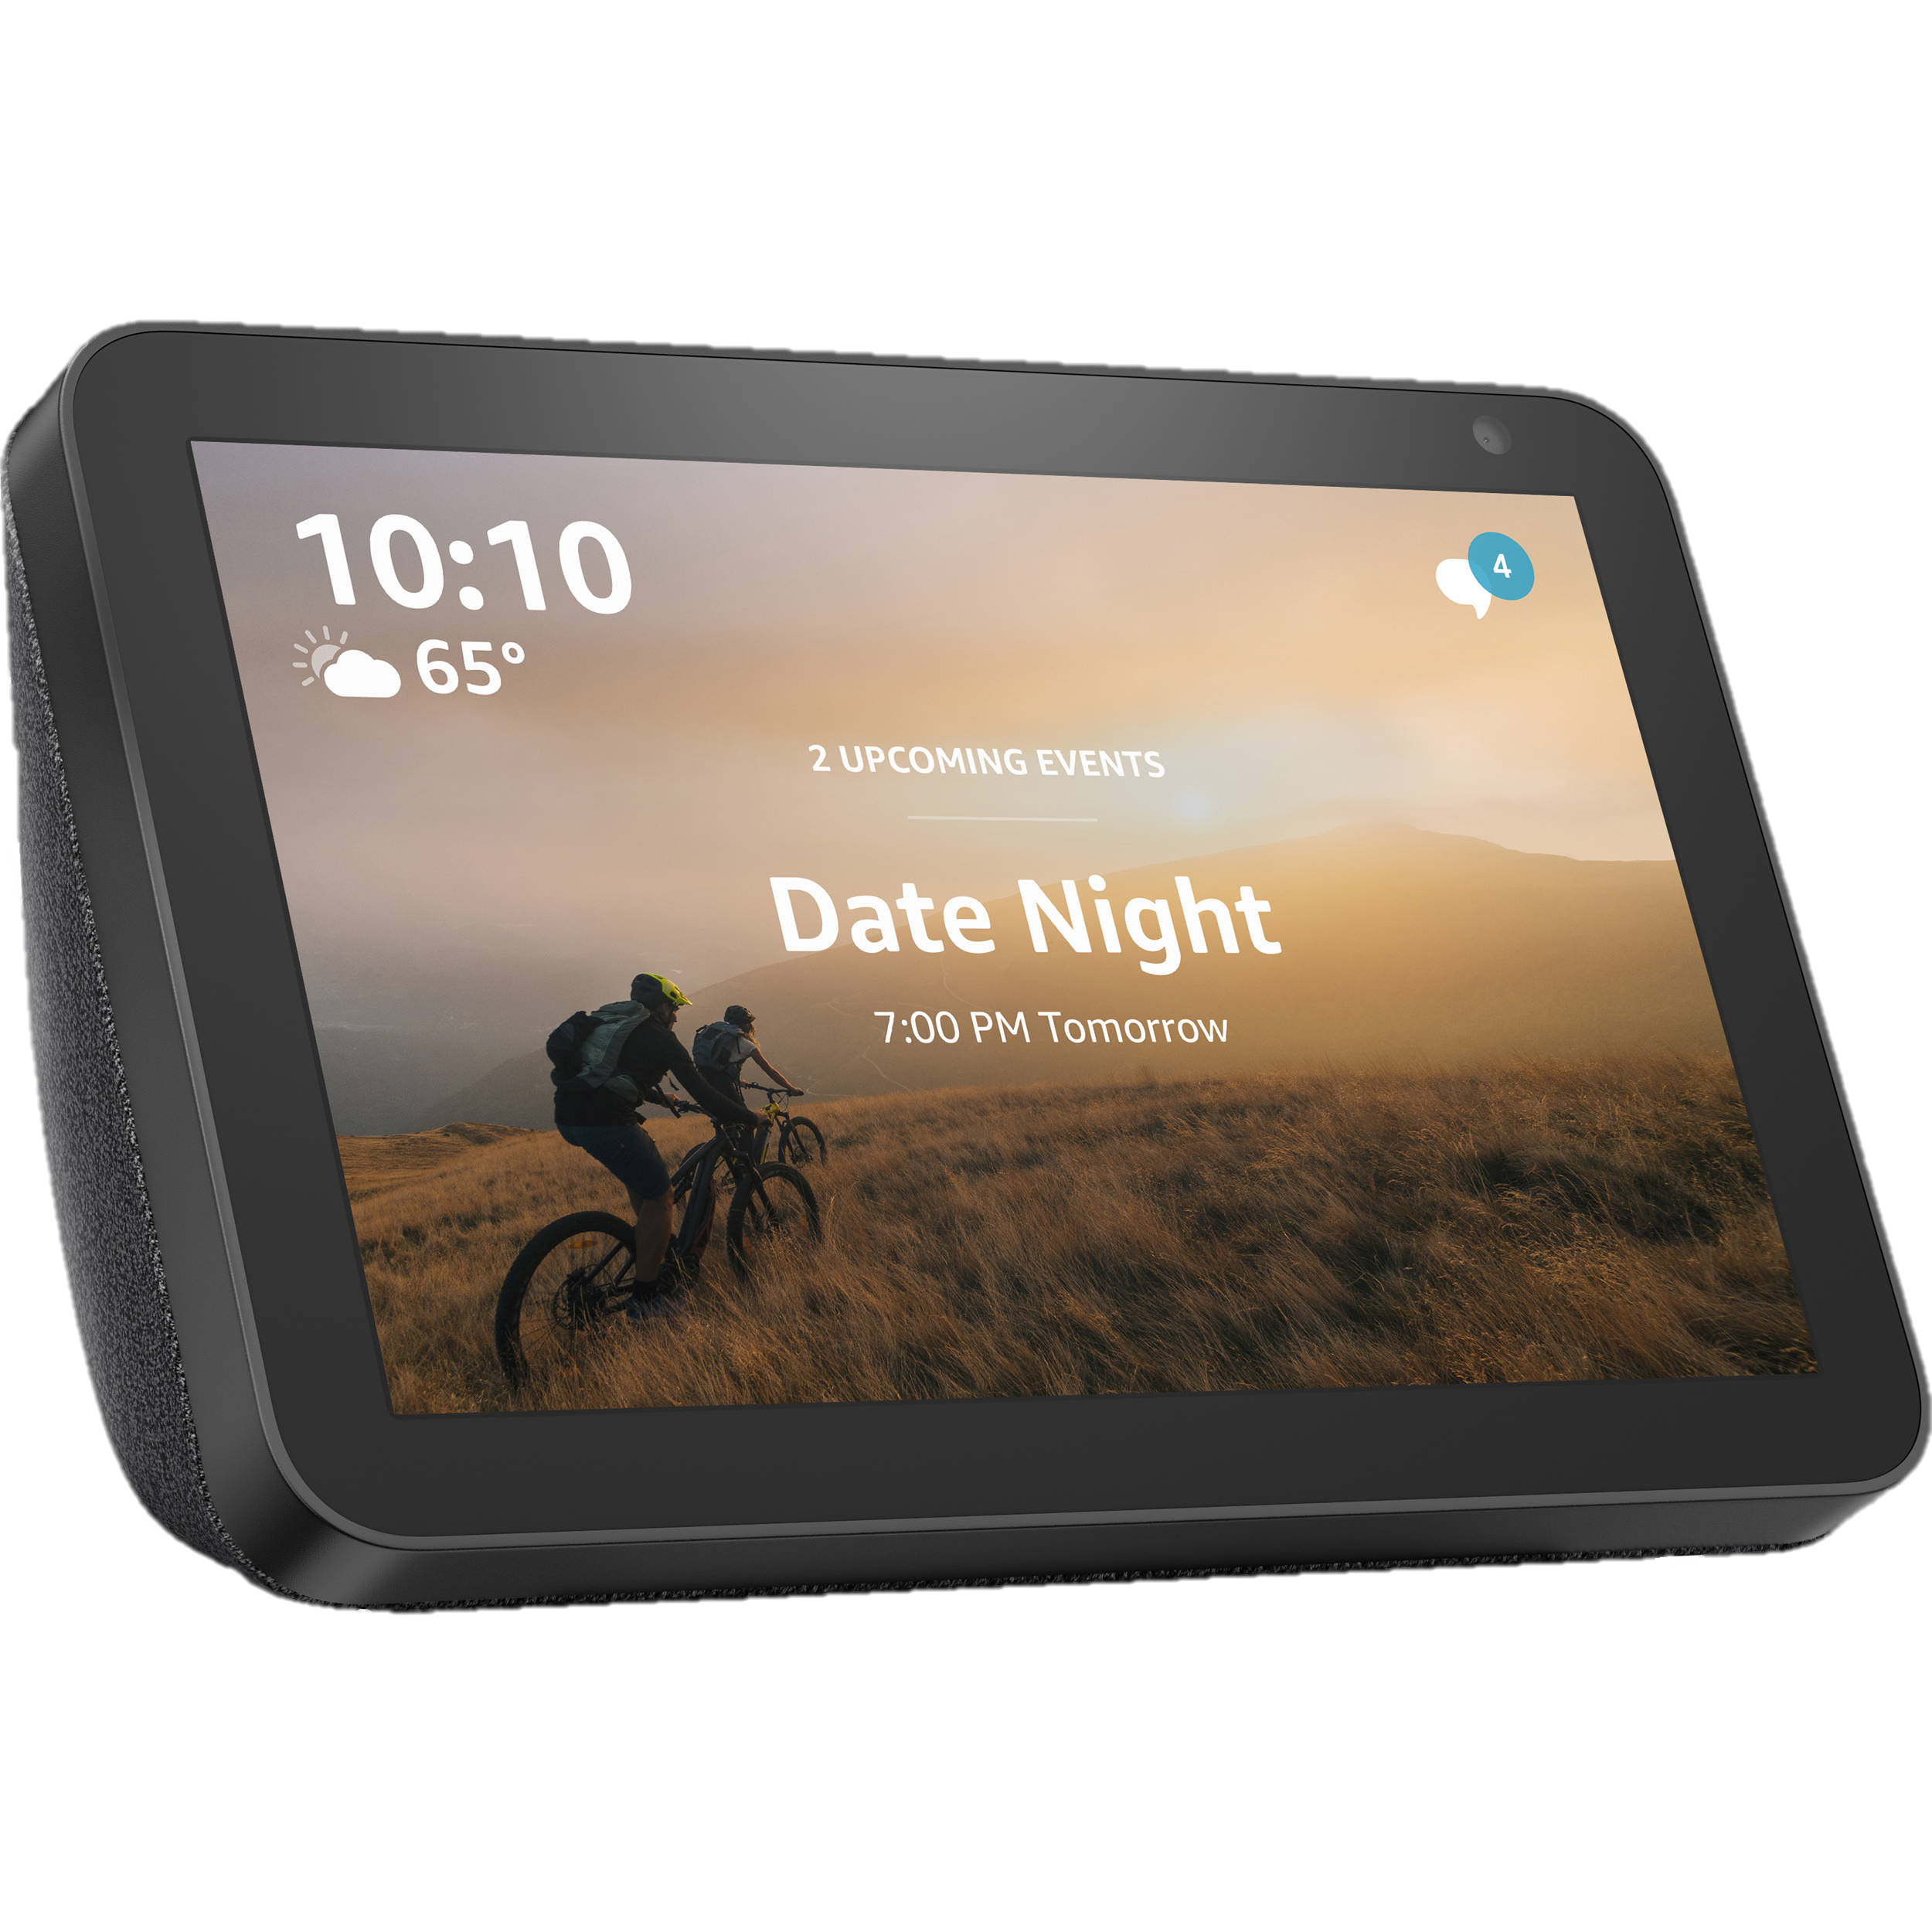 10:10
4
65°
2 UPCOMING EVENTS
Date Night
7:00 PM Tomorrow